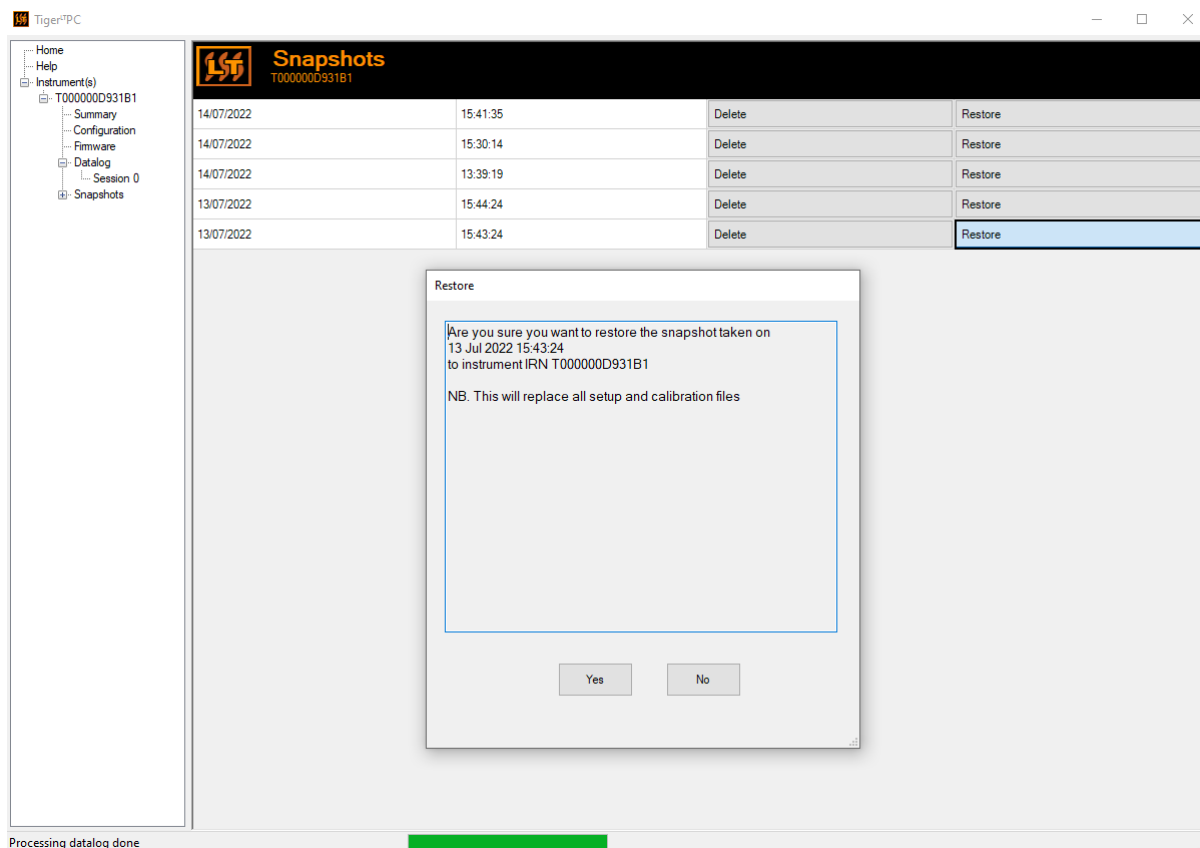 TigerLTPC
Home
Help
Instrument(s)
T000000D931B1
Summary
Configuration
Firmware
Datalog
Session 0
Snapshots
LST
Snapshots
T000000D931B1
14/07/2022 15:41:35 Delete Restore
14/07/2022 15:30:14 Delete Restore
14/07/2022 13:39:19 Delete Restore
13/07/2022 15:44:24 Delete Restore
13/07/2022 15:43:24 Delete Restore
Restore
Are you sure you want to restore the snapshot taken on
13 Jul 2022 15:43:24
to instrument IRN T000000D931B1
NB. This will replace all setup and calibration files
Yes No
Processing datalog done